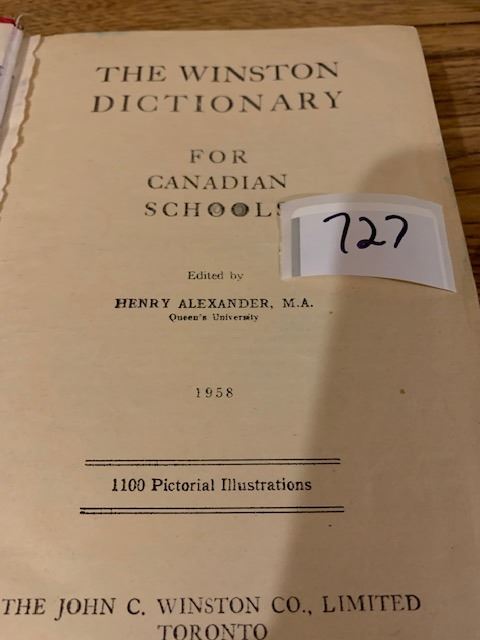 THE WINSTON
DICTIONARY
FOR
CANADIAN
SCHOOLS
727
Edited by
HENRY ALEXANDER, M.A.
Queen's University
1958
1100 Pictorial Illustrations
THE JOHN C. WINSTON CO., LIMITED
TORONTO